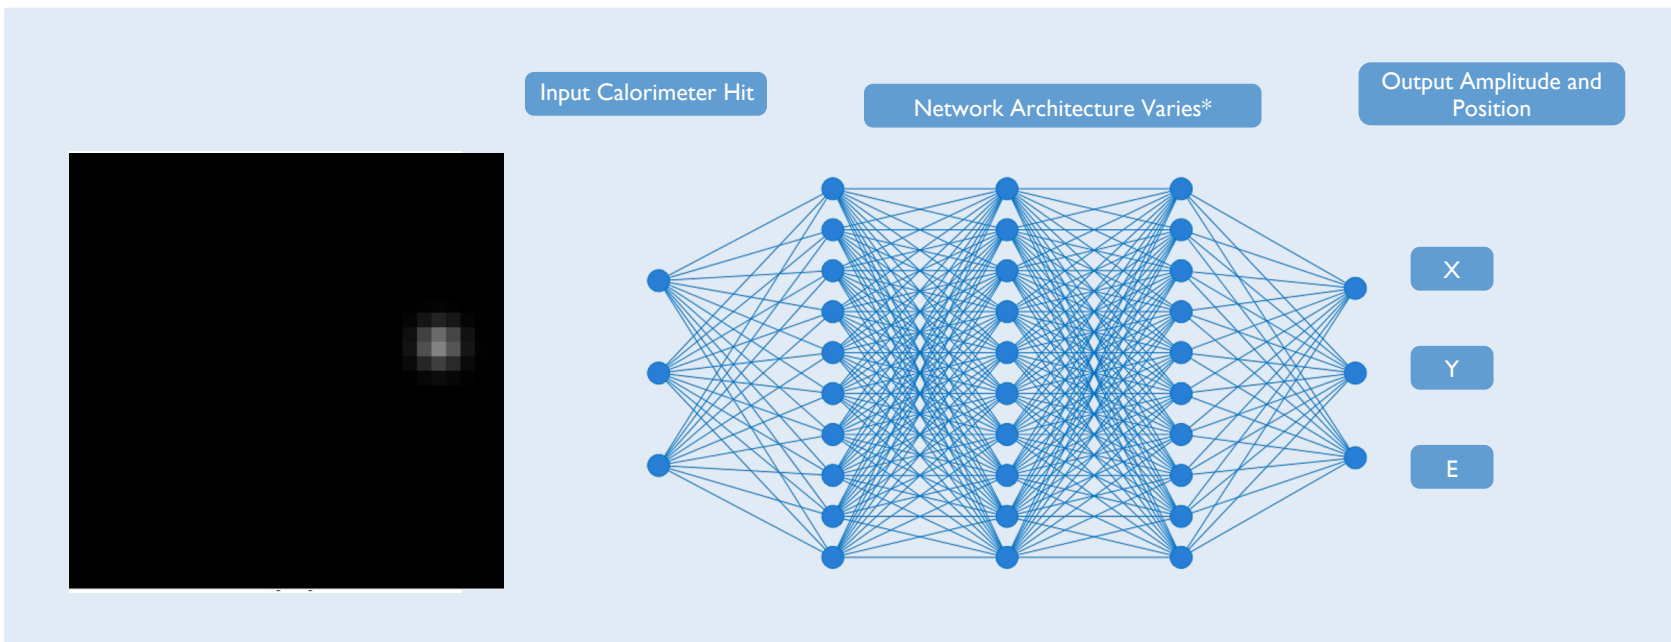 Input Calorimeter Hit
Network Architecture Varies*
Output Amplitude and
Position
X
Y
E